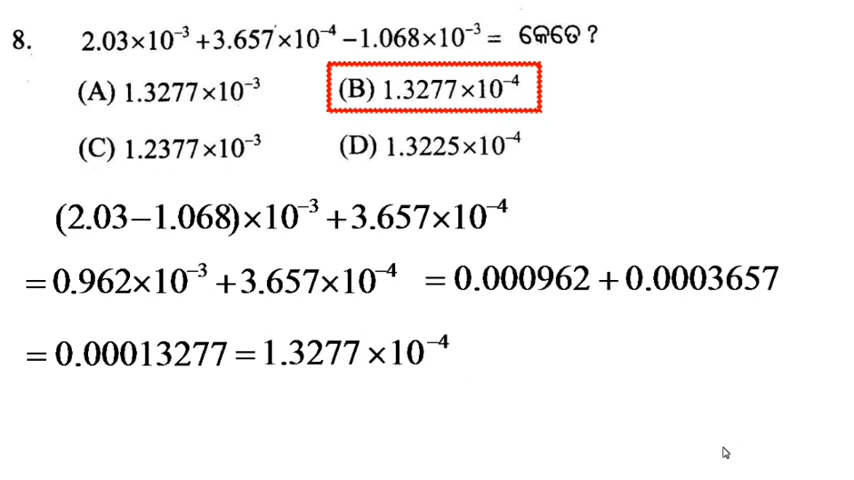 8. 2.03×10⁻³ +3.657×10⁻⁴ −1.068×10⁻³ = କେତେ ?
(A) 1.3277×10⁻³ (B) 1.3277×10⁻⁴
(C) 1.2377×10⁻³ (D) 1.3225×10⁻⁴
(2.03−1.068)×10⁻³ +3.657×10⁻⁴
=0.962×10⁻³ +3.657×10⁻⁴ =0.000962+0.0003657
=0.00013277=1.3277×10⁻⁴